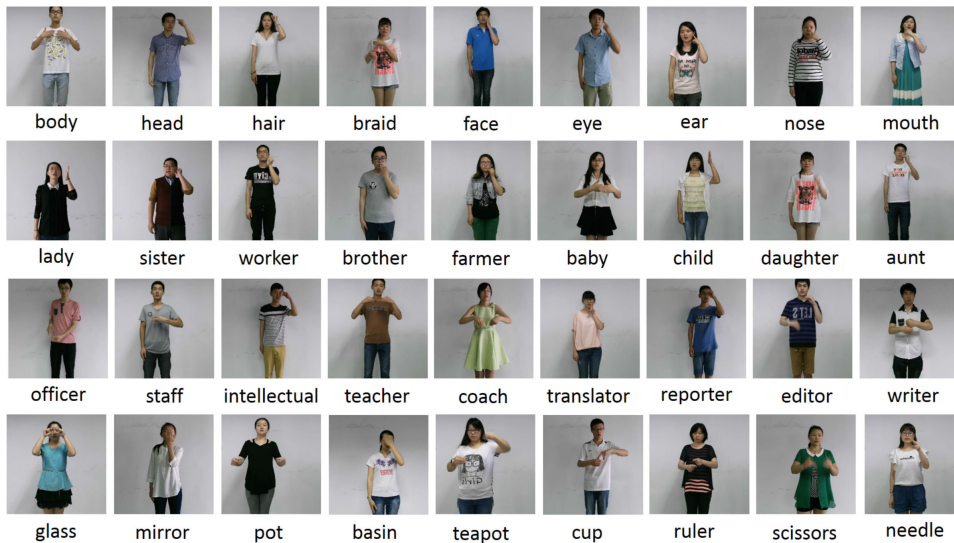 body head hair braid face eye ear nose mouth
lady sister worker brother farmer baby child daughter aunt
officer staff intellectual teacher coach translator reporter editor writer
glass mirror pot basin teapot cup ruler scissors needle